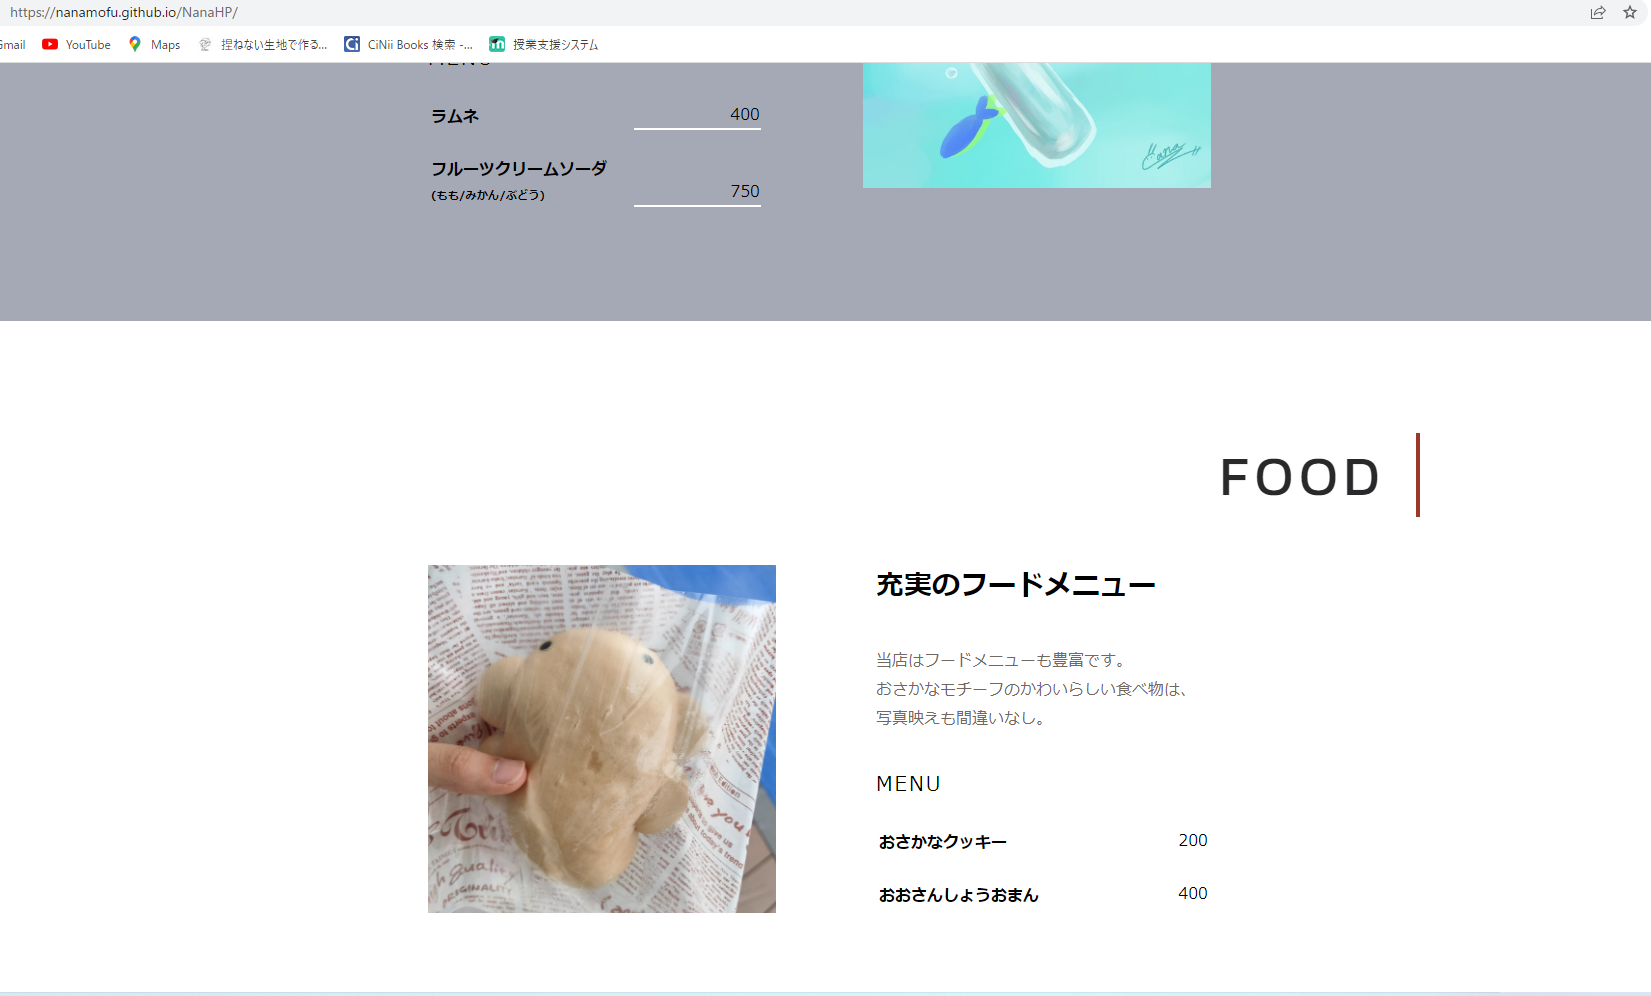 https://nanamofu.github.io/NanaHP/
Gmail
YouTube
Maps
捏ねない生地で作る...
CiNii Books 検索 -...
授業支援システム
MENU
ラムネ 400
フルーツクリームソーダ
(もも/みかん/ぶどう) 750
FOOD
充実のフードメニュー
当店はフードメニューも豊富です。
おさかなモチーフのかわいらしい食べ物は、
写真映えも間違いなし。
MENU
おさかなクッキー 200
おおさんしょうおまん 400